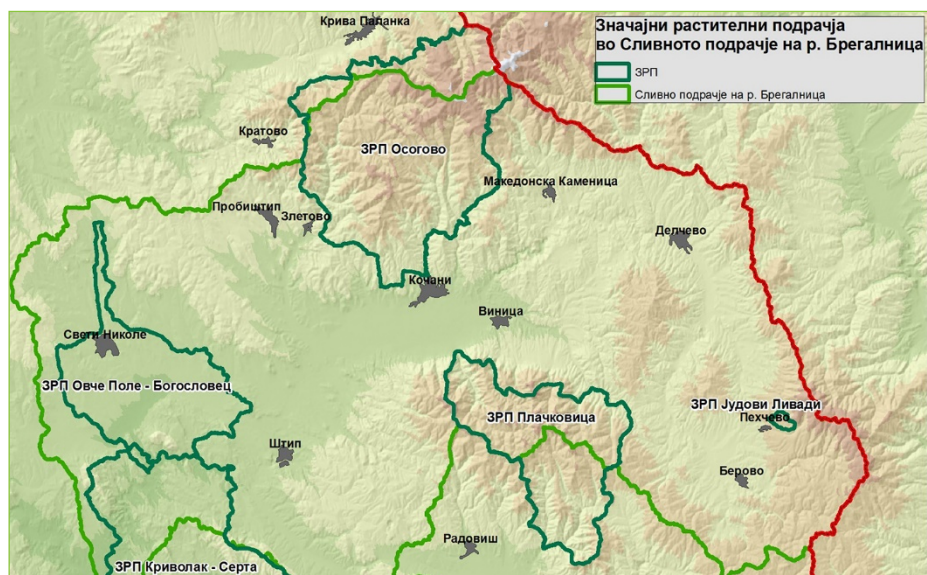 Значајни растителни подрачја
во Сливното подрачје на р. Брегалница
ЗРП
Сливно подрачје на р. Брегалница
Крива Паланка
Кратово
ЗРП Осогово
Македонска Каменица
Пробиштип
Злетово
Делчево
Кочани
Виница
Свети Николе
ЗРП Овче Поле - Богословец
ЗРП Плачковица
ЗРП Јудови Ливади
Пехчево
Штип
Берово
Радовиш
ЗРП Криволак - Серта